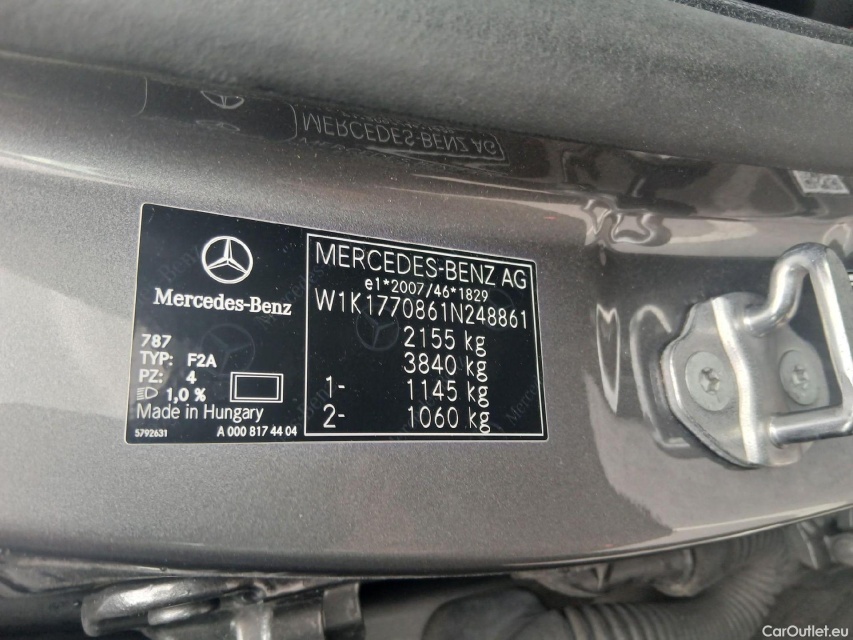 MERCEDES-BENZ AG
Mercedes-Benz
787
TYP: F2A
PZ: 4
1,0 %
Made in Hungary
5792631 A 000 817 44 04
MERCEDES-BENZ AG
e1*2007/46*1829
W1K1770861N248861
2155 kg
3840 kg
1- 1145 kg
2- 1060 kg
CarOutlet.eu